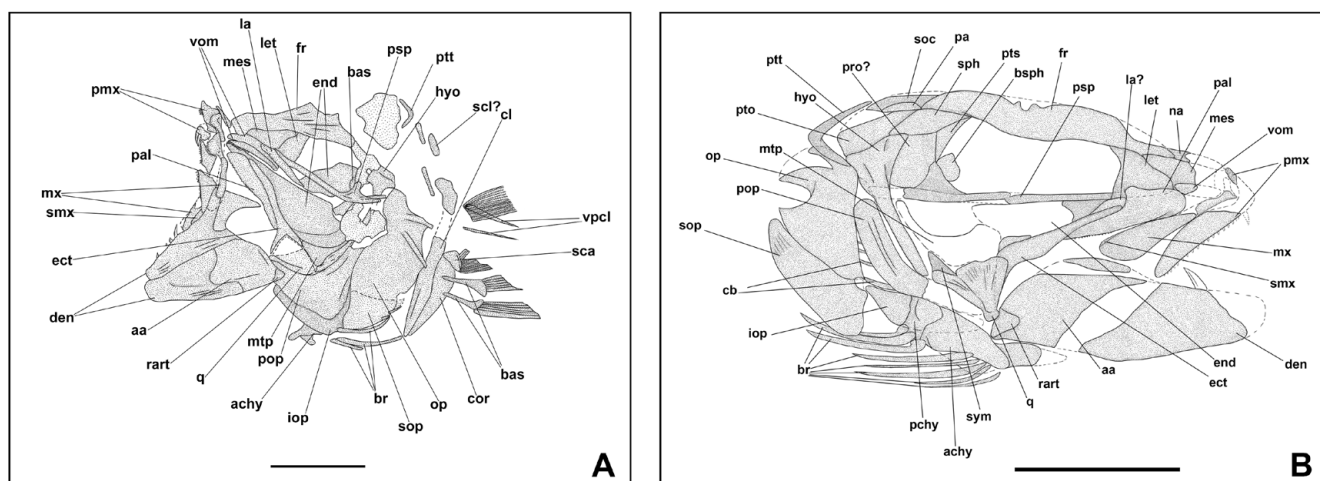 la
vom
let
fr
mes
end
bas
psp
ptt
hyo
scl?
cl
pmx
pal
mx
smx
ect
den
aa
rart
q
mtp
pop
achy
iop
br
sop
op
cor
bas
vpcl
sca
A
soc
pa
ptt
pro?
sph
pts
bsph
fr
psp
la?
let
na
pal
mes
vom
pmx
pto
hyo
mtp
op
pop
sop
cb
iop
br
pchy
achy
sym
q
rart
aa
ect
end
den
smx
mx
B